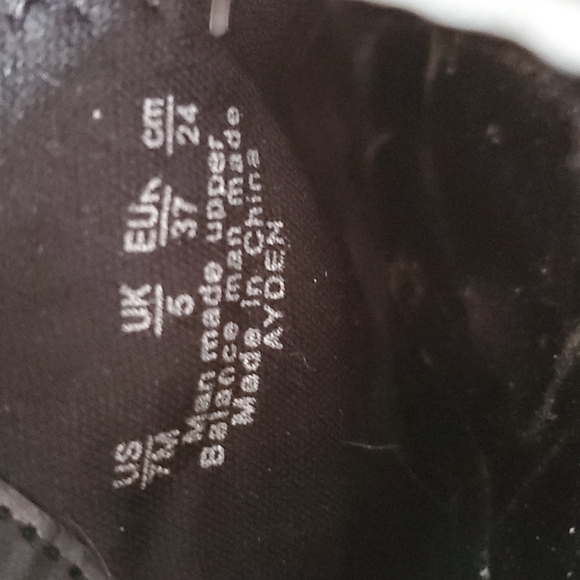 US UK EUR cm
7M 5 37 24
Man made upper
Balance man made
Made in China
AYDEN